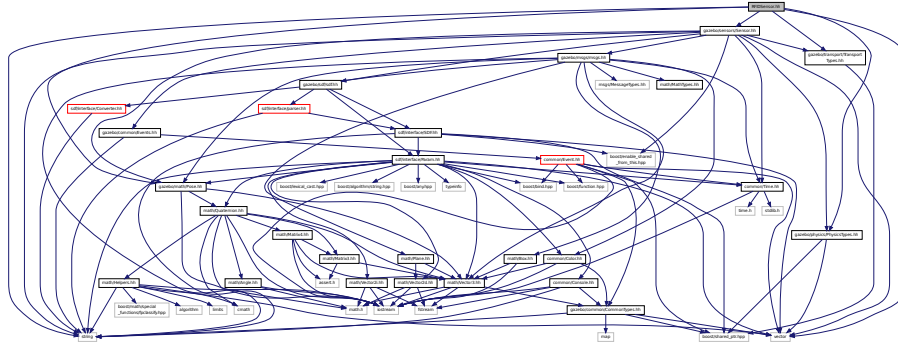 RFIDSensor.hh
gazebo/sensors/Sensor.hh
gazebo/transport/Transport
Types.hh
gazebo/msgs/msgs.hh
gazebo/sdf/sdf.hh
msgs/MessageTypes.hh
math/MathTypes.hh
sdf/interface/Converter.hh
sdf/interface/parser.hh
gazebo/common/Events.hh
sdf/interface/SDF.hh
sdf/interface/Param.hh
common/Event.hh
boost/enable_shared
_from_this.hpp
gazebo/math/Pose.hh
boost/lexical_cast.hpp
boost/algorithm/string.hpp
boost/any.hpp
typeinfo
boost/bind.hpp
boost/function.hpp
common/Time.hh
math/Quaternion.hh
time.h
stdlib.h
math/Matrix4.hh
gazebo/physics/PhysicsTypes.hh
math/Matrix3.hh
math/Plane.hh
math/Box.hh
common/Color.hh
math/Helpers.hh
math/Angle.hh
assert.h
math/Vector2i.hh
math/Vector2d.hh
math/Vector3.hh
common/Console.hh
boost/math/special
_functions/fpclassify.hpp
algorithm
limits
cmath
math.h
iostream
fstream
gazebo/common/CommonTypes.hh
string
map
boost/shared_ptr.hpp
vector